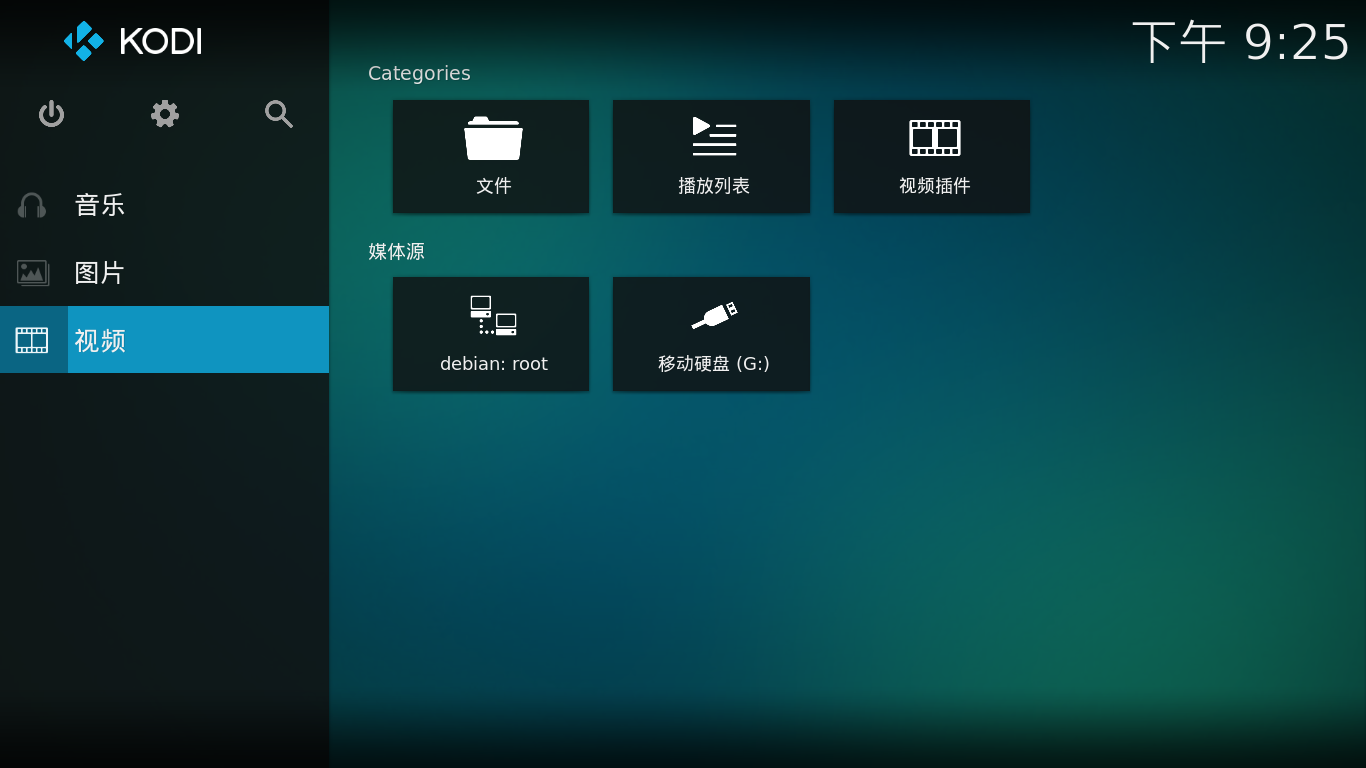 KODI
下午 9:25
音乐
图片
视频
Categories
文件
播放列表
视频插件
媒体源
debian: root
移动硬盘 (G:)